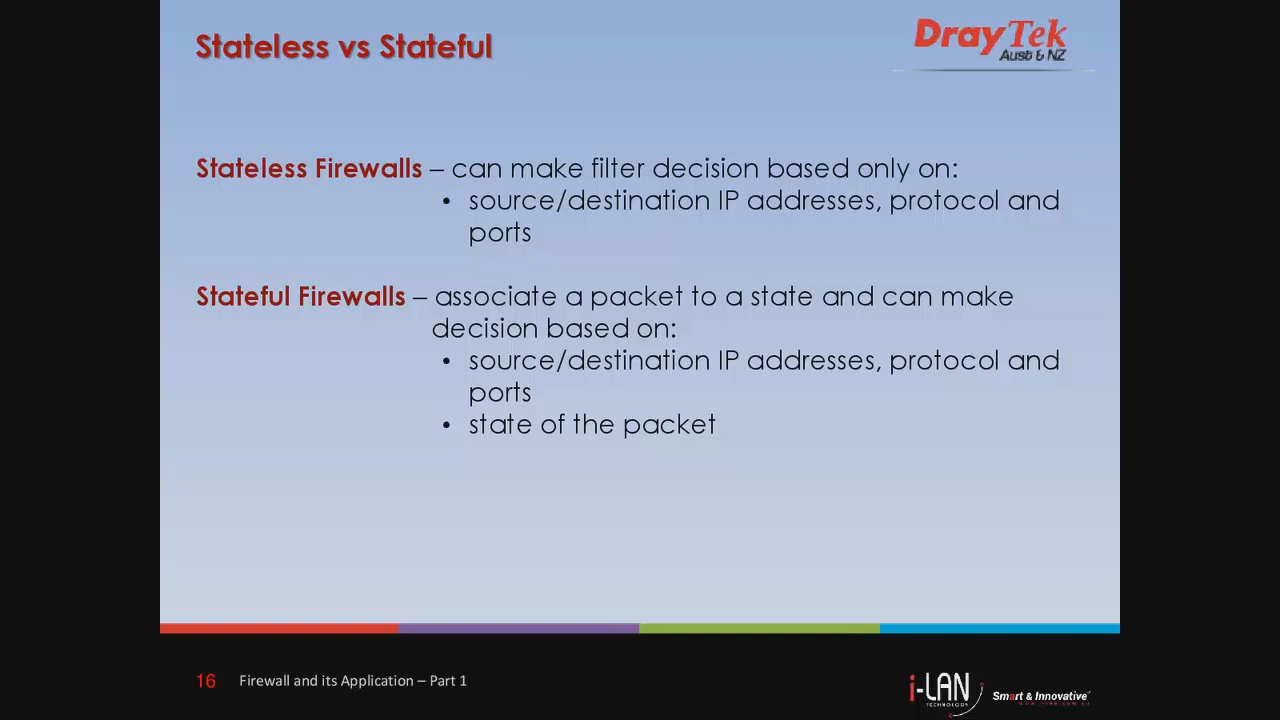 Stateless vs Stateful
DrayTek
Aust & NZ
Stateless Firewalls – can make filter decision based only on:
• source/destination IP addresses, protocol and
ports
Stateful Firewalls – associate a packet to a state and can make
decision based on:
• source/destination IP addresses, protocol and
ports
• state of the packet
16 Firewall and its Application – Part 1
i-LAN
TECHNOLOGY
Smart & Innovative